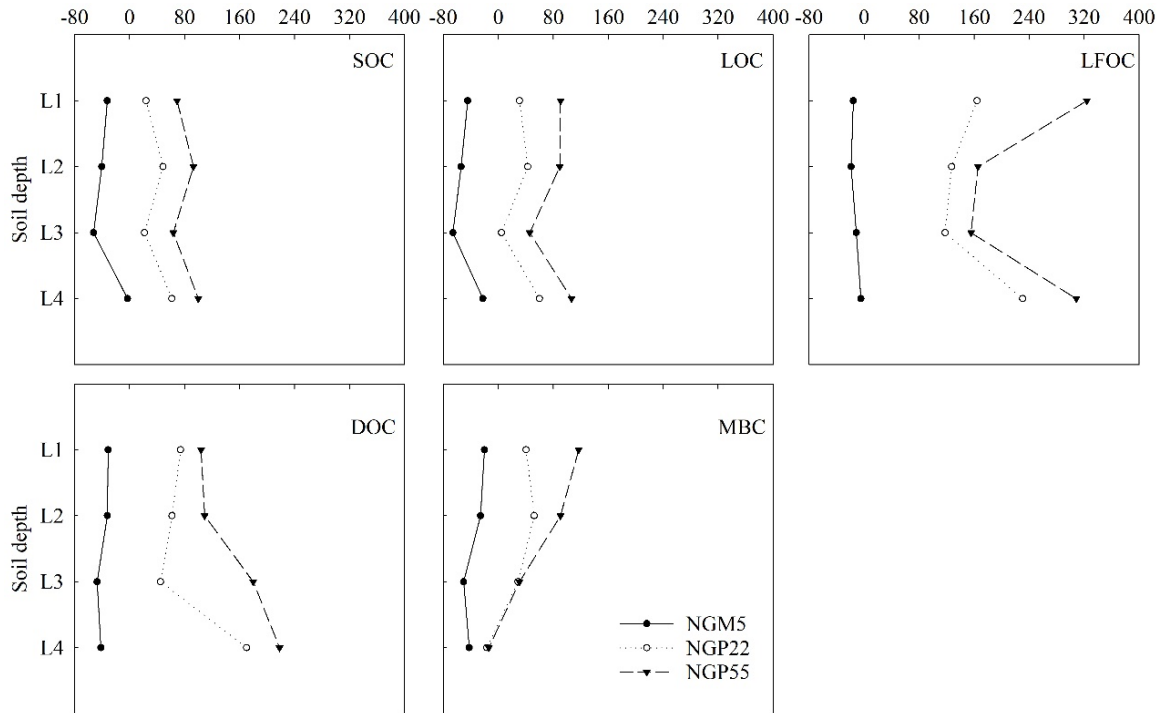 -80 0 80 160 240 320 400 -80 0 80 160 240 320 400 -80 0 160 240 320 400
SOC LOC LFOC
L1
L2
L3
L4
Soil depth
DOC MBC
L1
L2
L3
L4
Soil depth
NGM5
NGP22
NGP55